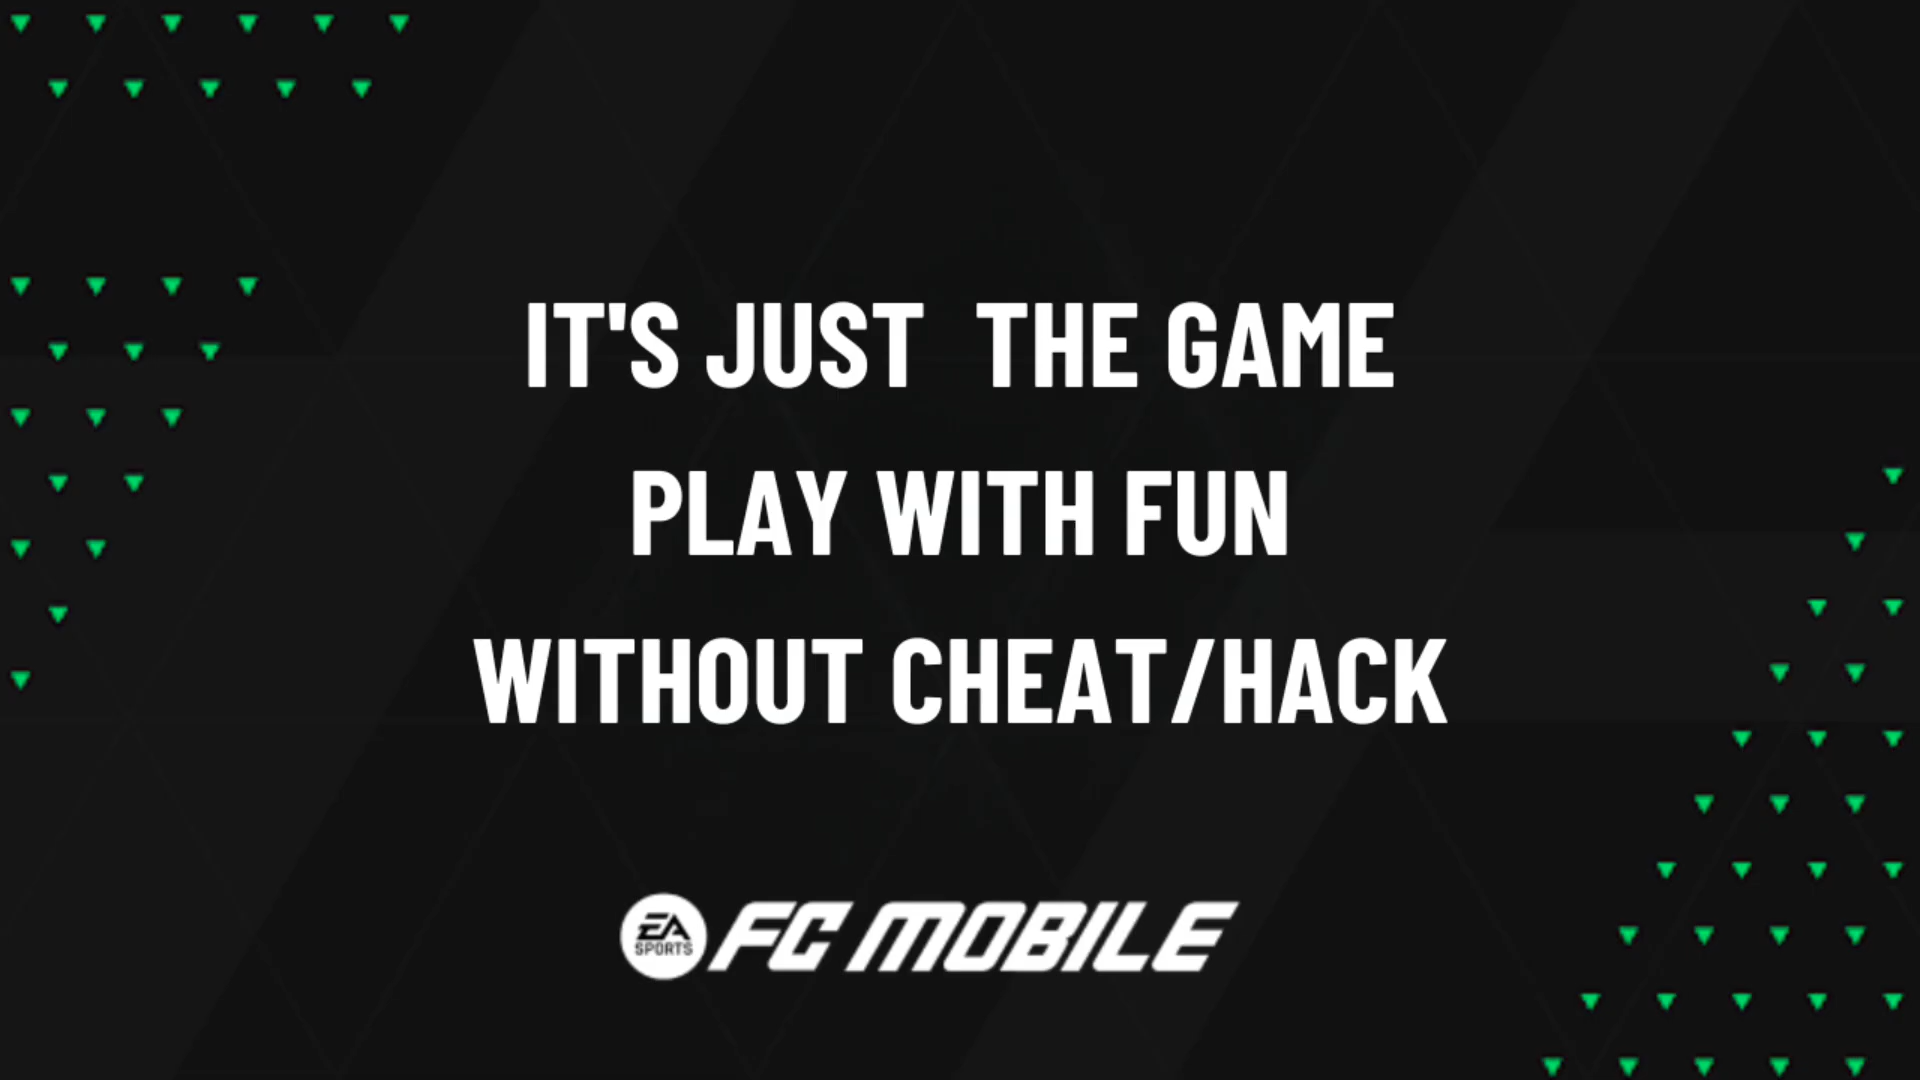 IT'S JUST  THE GAME
PLAY WITH FUN
WITHOUT CHEAT/HACK
EA SPORTS FC MOBILE